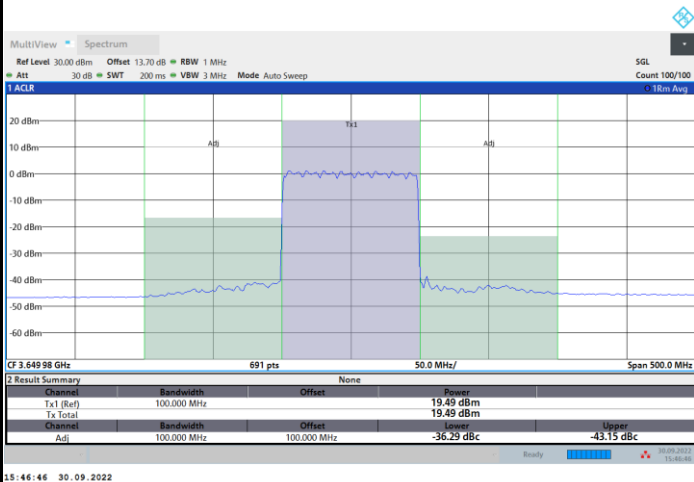 MultiView Spectrum
Ref Level 30.00 dBm Offset 13.70 dB RBW 1 MHz SGL
Att 30 dB SWT 200 ms VBW 3 MHz Mode Auto Sweep Count 100/100
1 ACLR 1Rm Avg
20 dBm
Tx1
10 dBm
Adj Adj
0 dBm
-10 dBm
-20 dBm
-30 dBm
-40 dBm
-50 dBm
-60 dBm
CF 3.649 98 GHz 691 pts 50.0 MHz/ Span 500.0 MHz
2 Result Summary None
Channel Bandwidth Offset Power
Tx1 (Ref) 100.000 MHz 19.49 dBm
Tx Total 19.49 dBm
Channel Bandwidth Offset Lower Upper
Adj 100.000 MHz 100.000 MHz -36.29 dBc -43.15 dBc
Ready 30.09.2022
15:46:46
15:46:46 30.09.2022